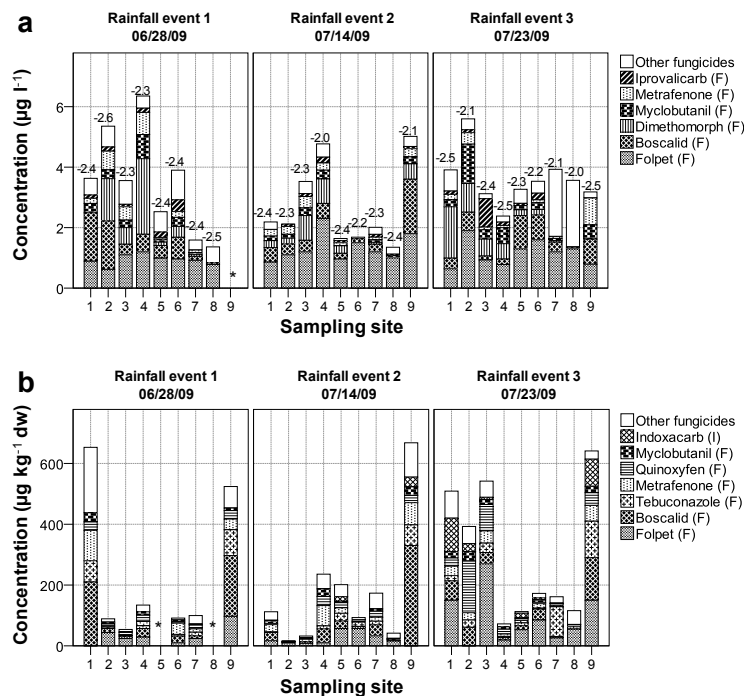 a
Rainfall event 1
06/28/09
Rainfall event 2
07/14/09
Rainfall event 3
07/23/09
Concentration (µg l⁻¹)
6
4
2
0
-2.4
-2.6
-2.3
-2.3
-2.4
-2.3
-2.4
-2.5
*
-2.4
-2.3
-2.3
-2.0
-2.4
-2.2
-2.3
-2.4
-2.1
-2.5
-2.1
-2.4
-2.5
-2.2
-2.3
-2.1
-2.0
-2.5
1 2 3 4 5 6 7 8 9
1 2 3 4 5 6 7 8 9
1 2 3 4 5 6 7 8 9
Sampling site
Other fungicides
Iprovalicarb (F)
Metrafenone (F)
Myclobutanil (F)
Dimethomorph (F)
Boscalid (F)
Folpet (F)
b
Rainfall event 1
06/28/09
Rainfall event 2
07/14/09
Rainfall event 3
07/23/09
Concentration (µg kg⁻¹ dw)
600
400
200
0
*
*
1 2 3 4 5 6 7 8 9
1 2 3 4 5 6 7 8 9
1 2 3 4 5 6 7 8 9
Sampling site
Other fungicides
Indoxacarb (I)
Myclobutanil (F)
Quinoxyfen (F)
Metrafenone (F)
Tebuconazole (F)
Boscalid (F)
Folpet (F)